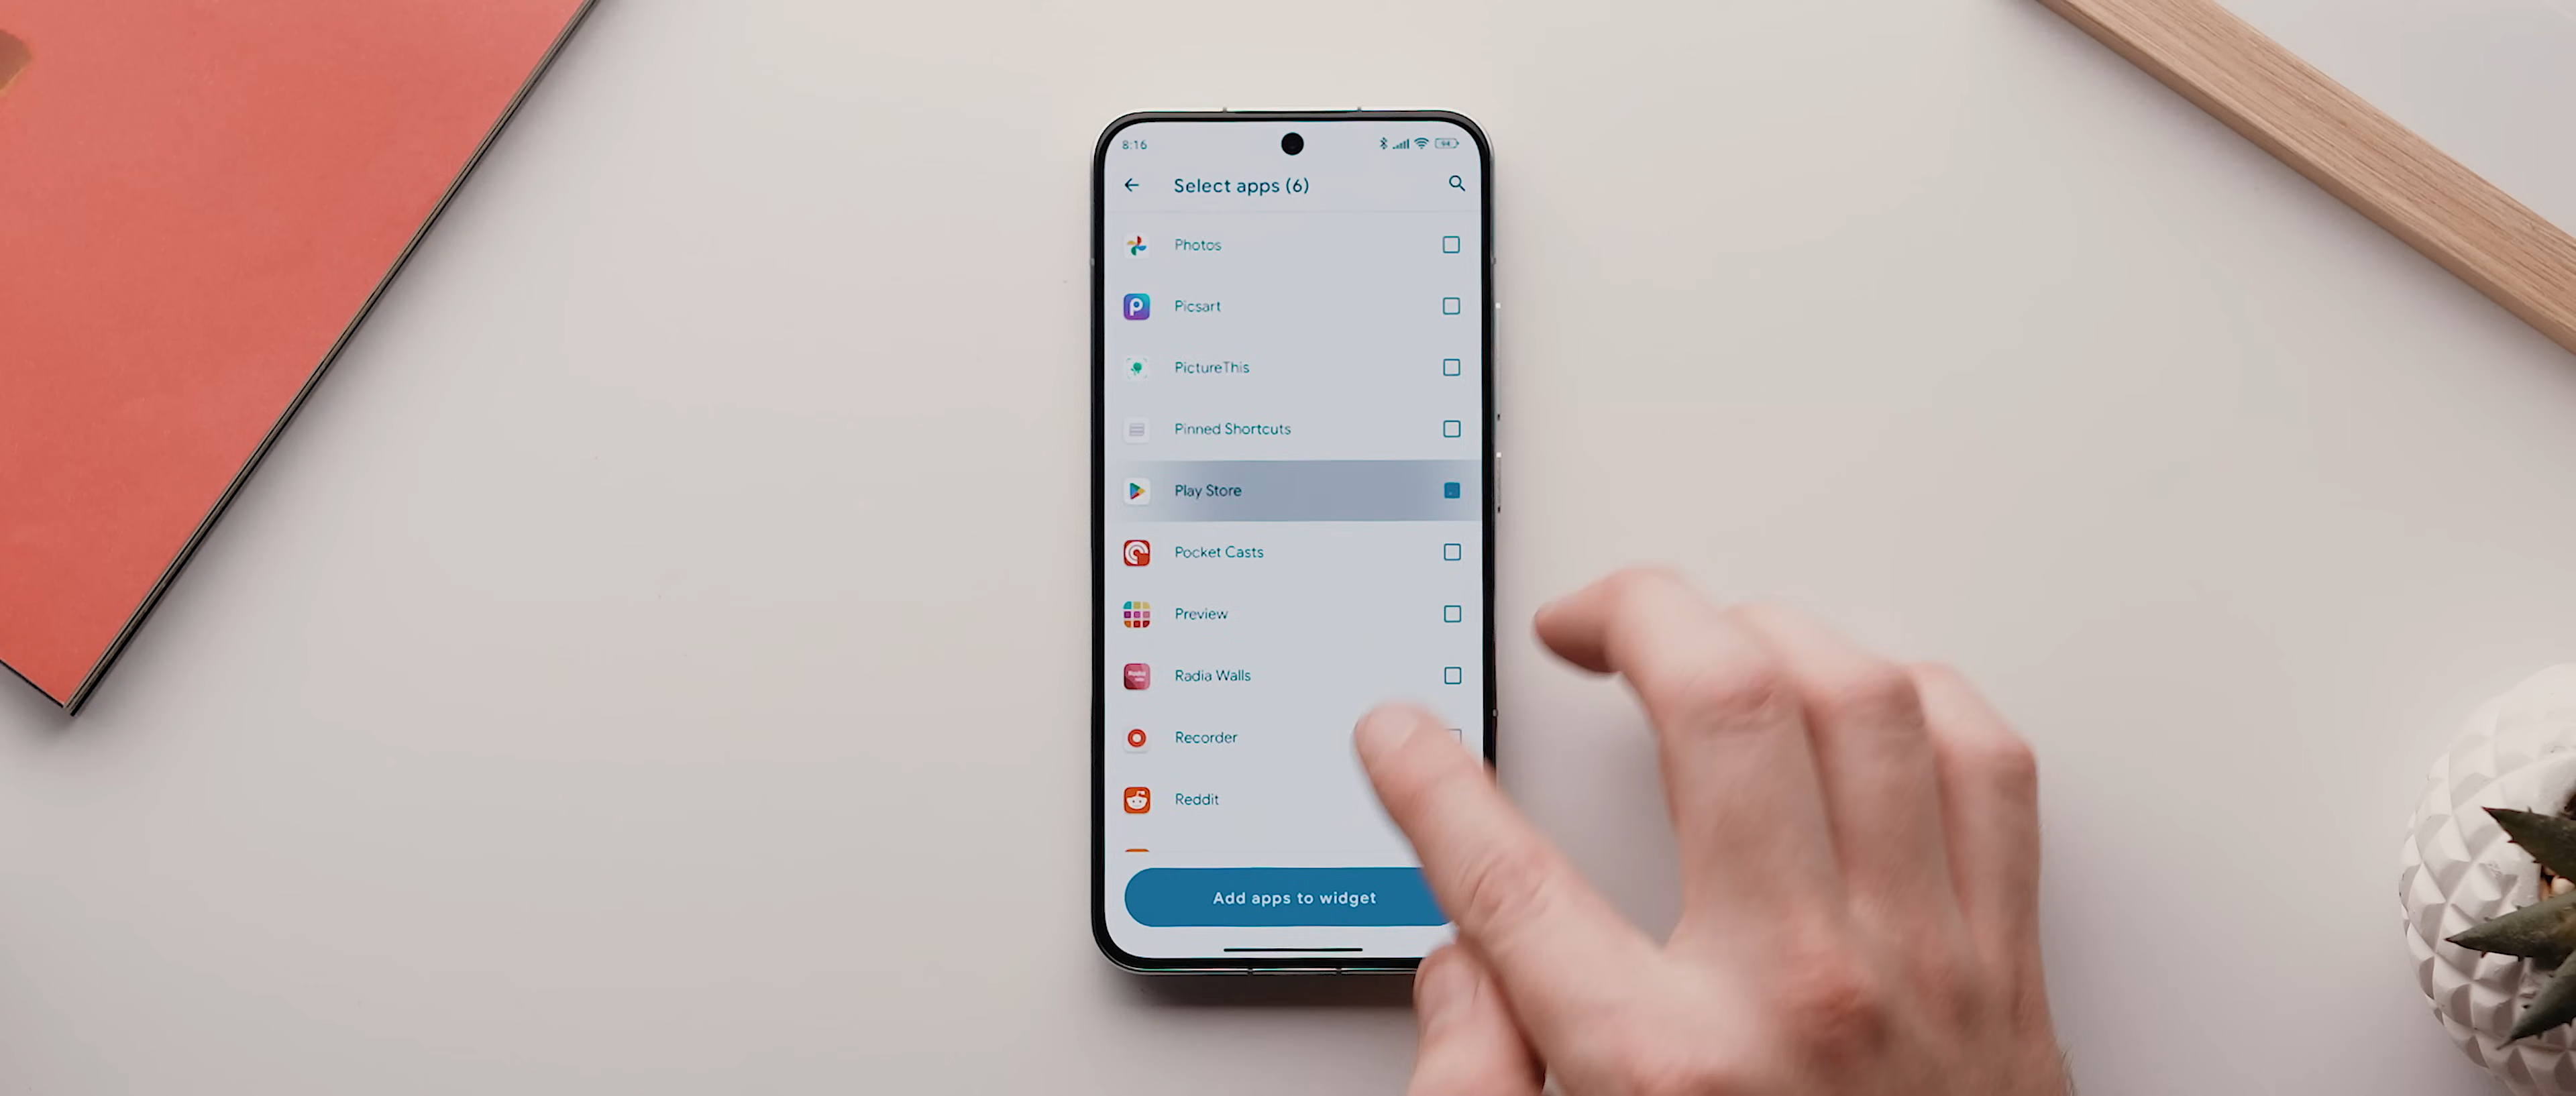 8:16
94
Select apps (6)
Photos
Picsart
PictureThis
Pinned Shortcuts
Play Store
Pocket Casts
Preview
Radia Walls
Recorder
Reddit
Add apps to widget